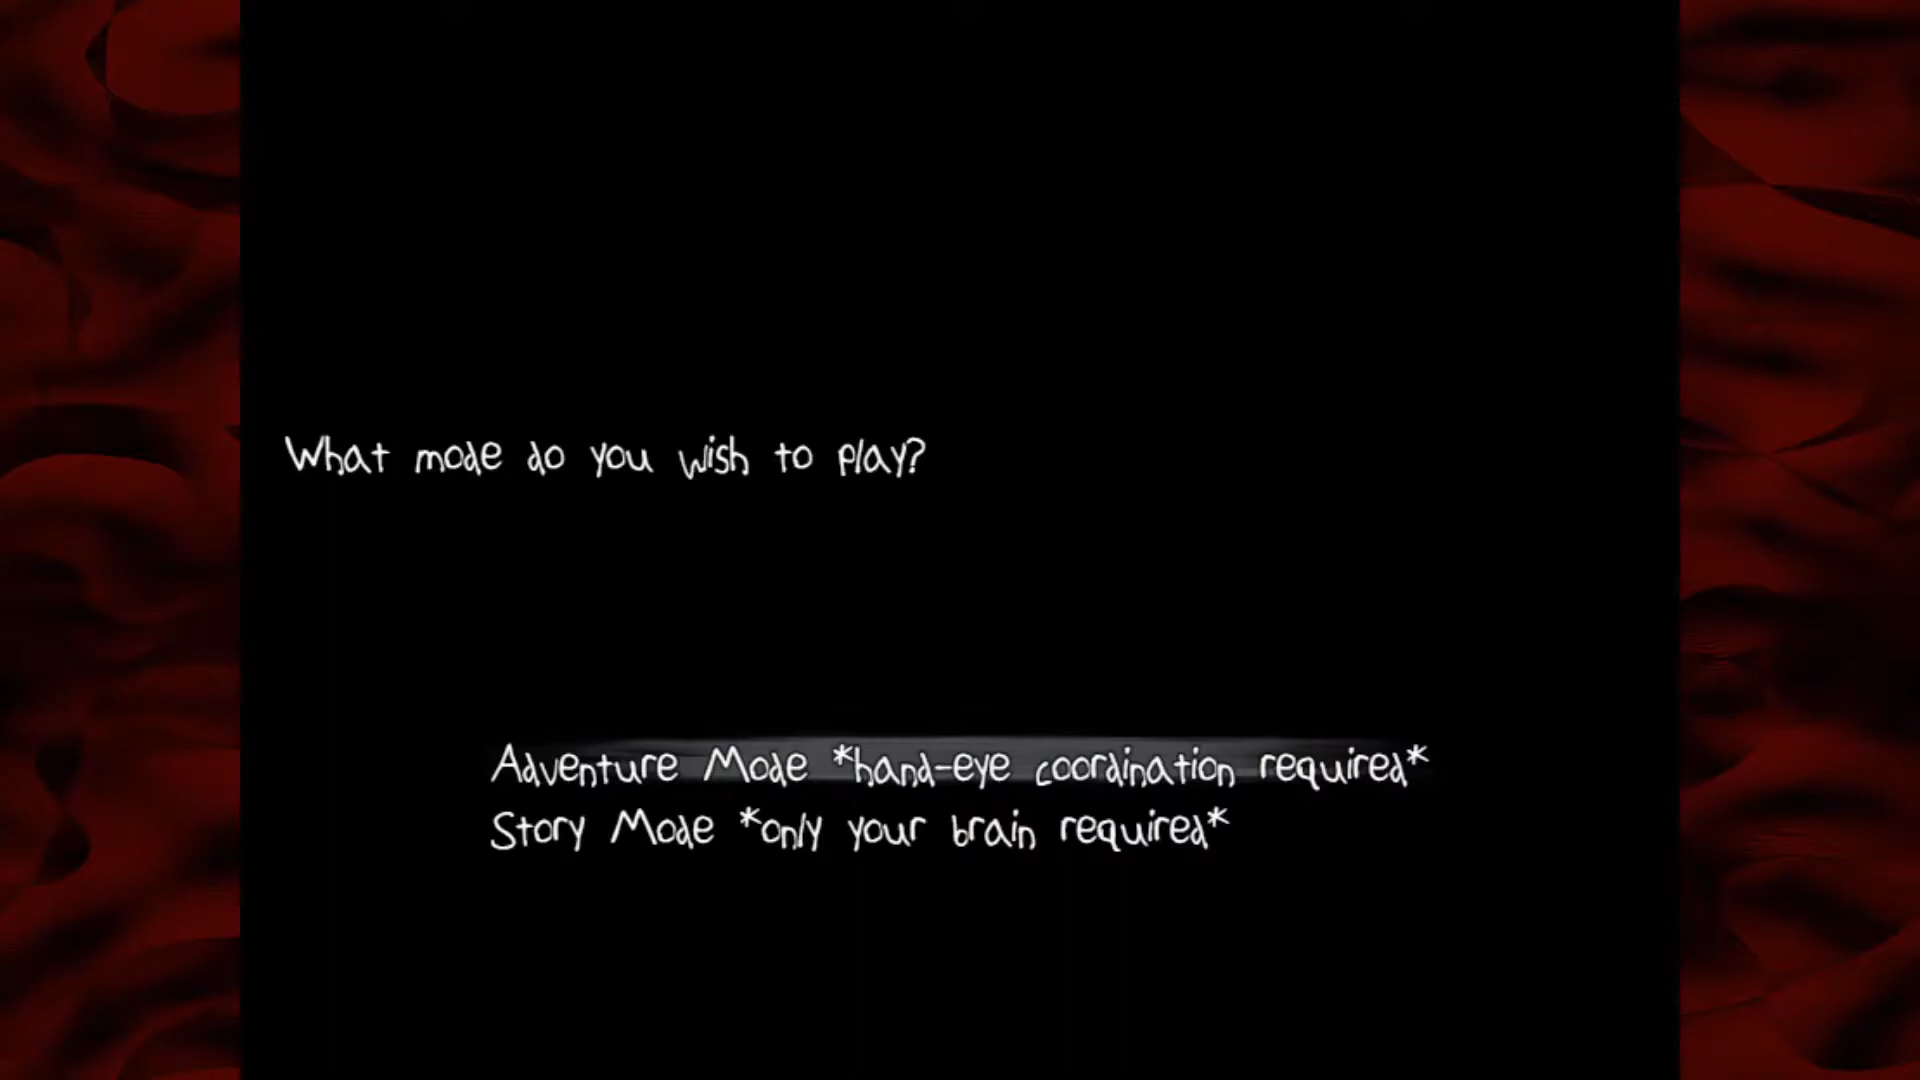 What mode do you wish to play?
Adventure Mode *hand-eye coordination required*
Story Mode *only your brain required*